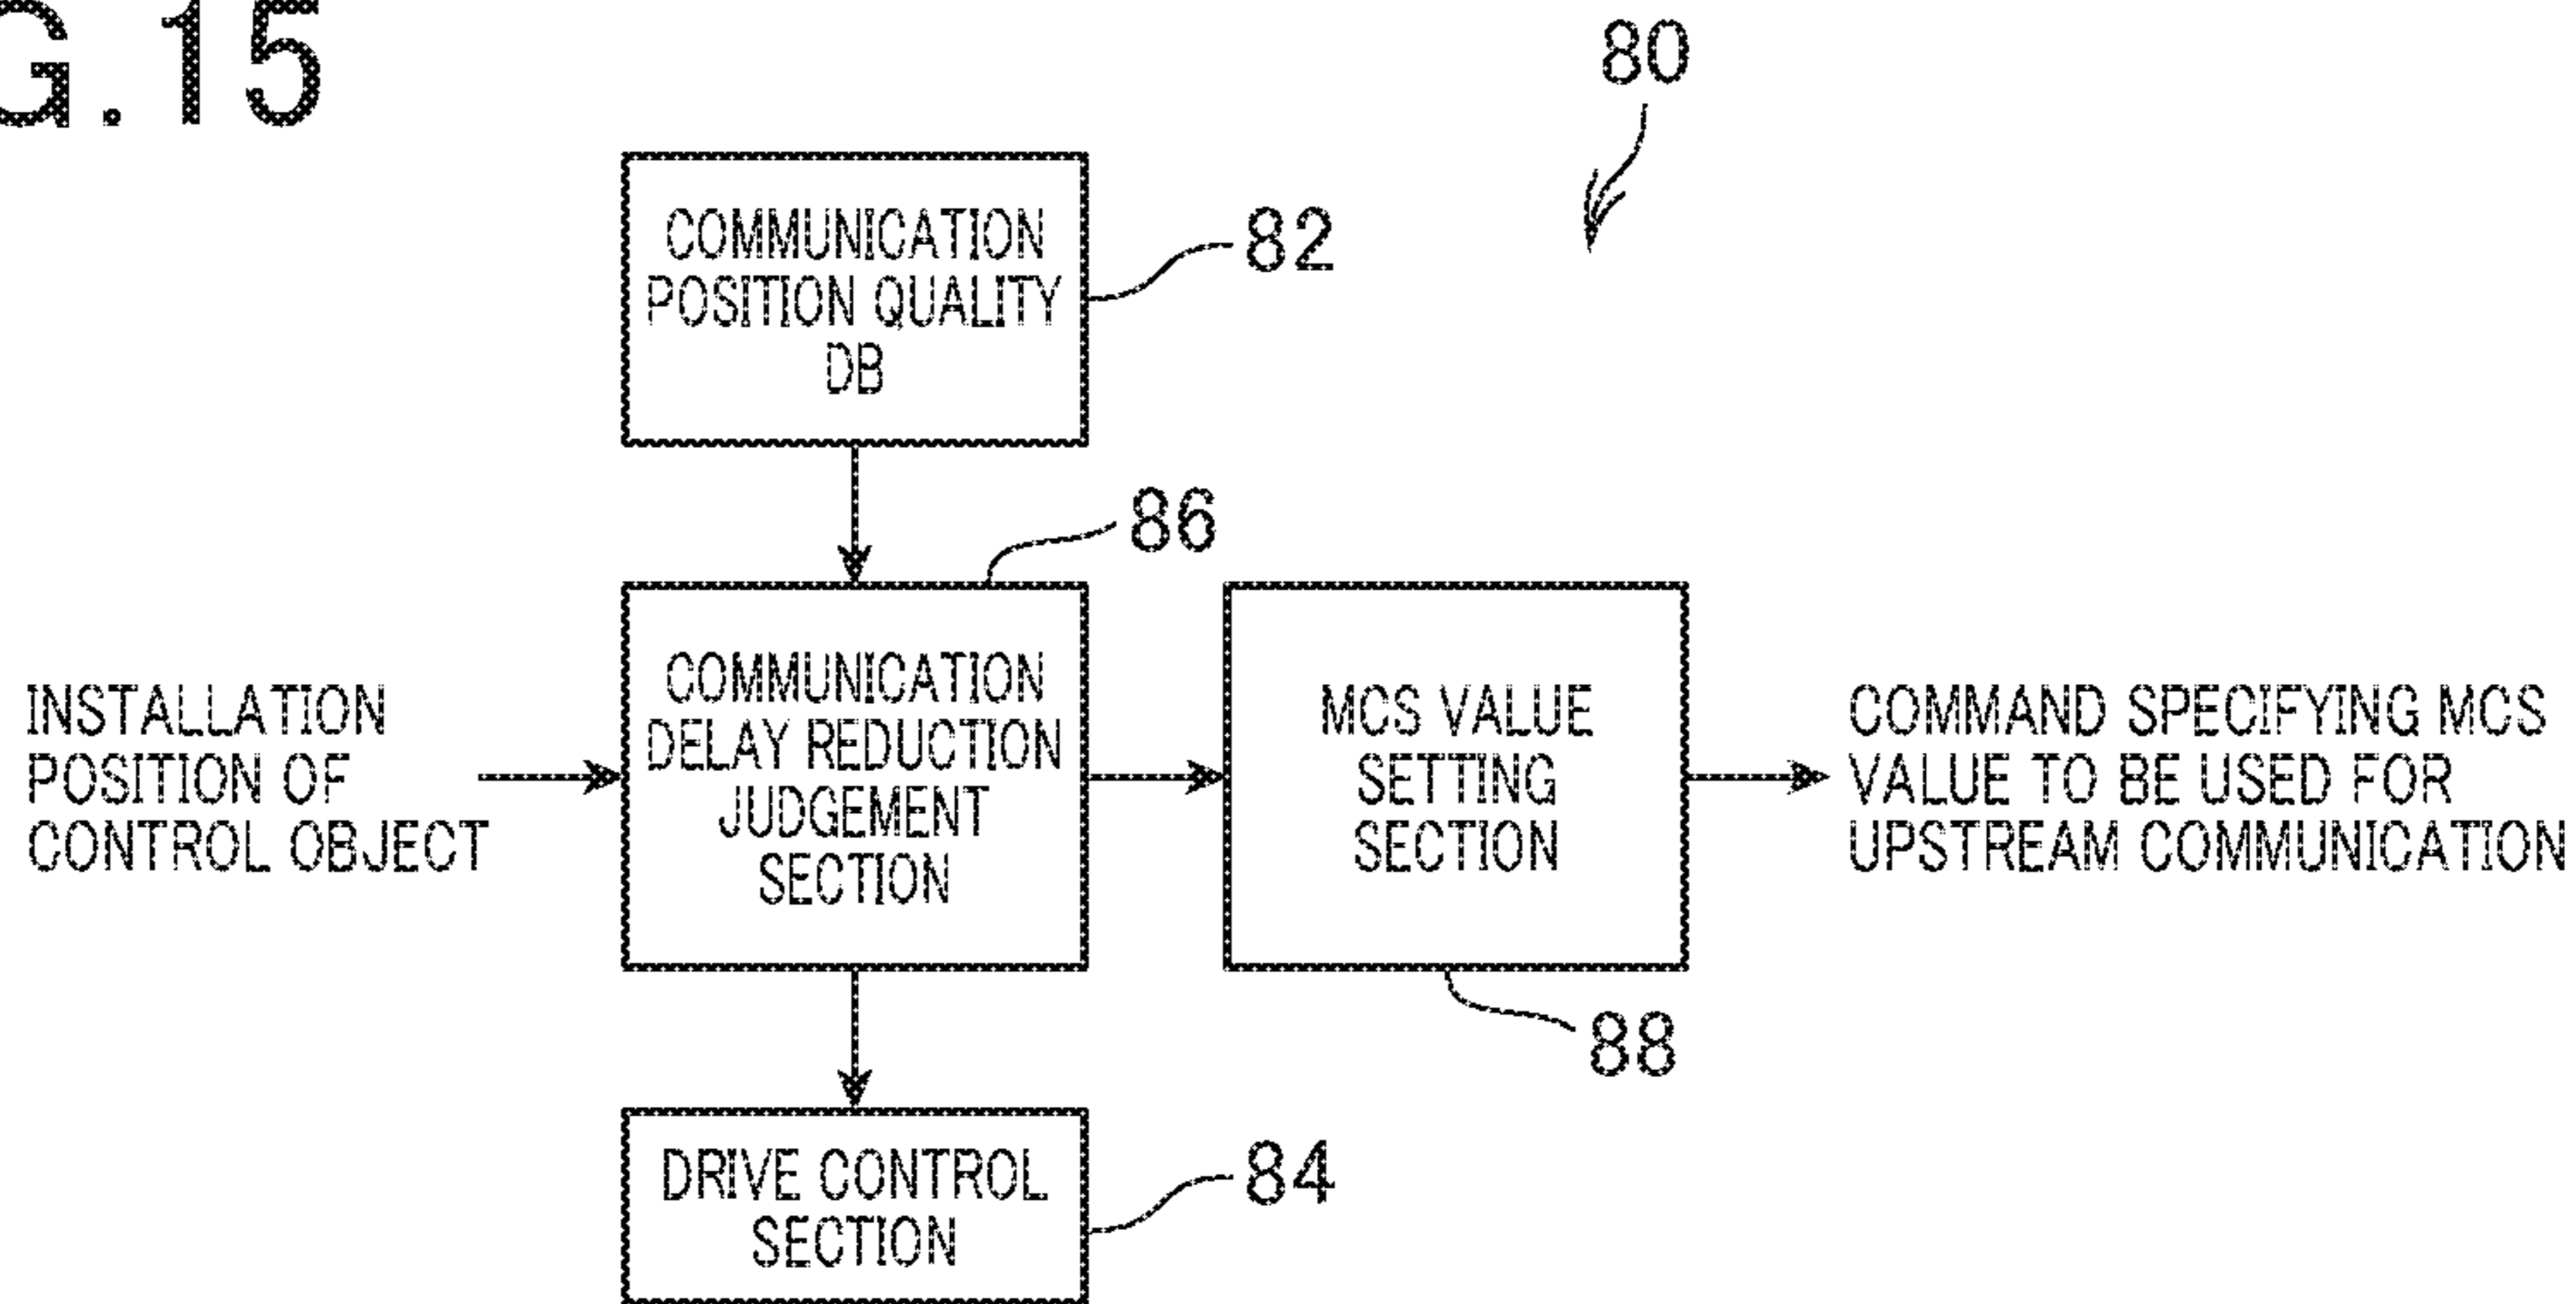 G.15
80
COMMUNICATION
POSITION QUALITY
DB
82
86
INSTALLATION
POSITION OF
CONTROL OBJECT
COMMUNICATION
DELAY REDUCTION
JUDGEMENT
SECTION
MCS VALUE
SETTING
SECTION
COMMAND SPECIFYING MCS
VALUE TO BE USED FOR
UPSTREAM COMMUNICATION
88
DRIVE CONTROL
SECTION
84